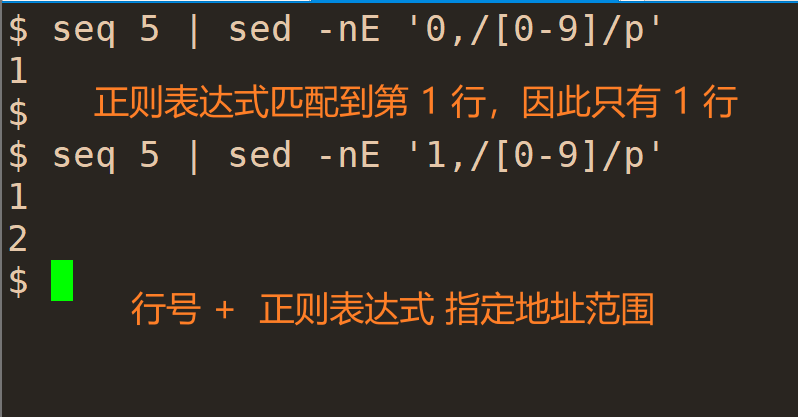 $ seq 5 | sed -nE '0,/[0-9]/p'
1
正则表达式匹配到第 1 行，因此只有 1 行
$
$ seq 5 | sed -nE '1,/[0-9]/p'
1
2
$
行号 + 正则表达式 指定地址范围